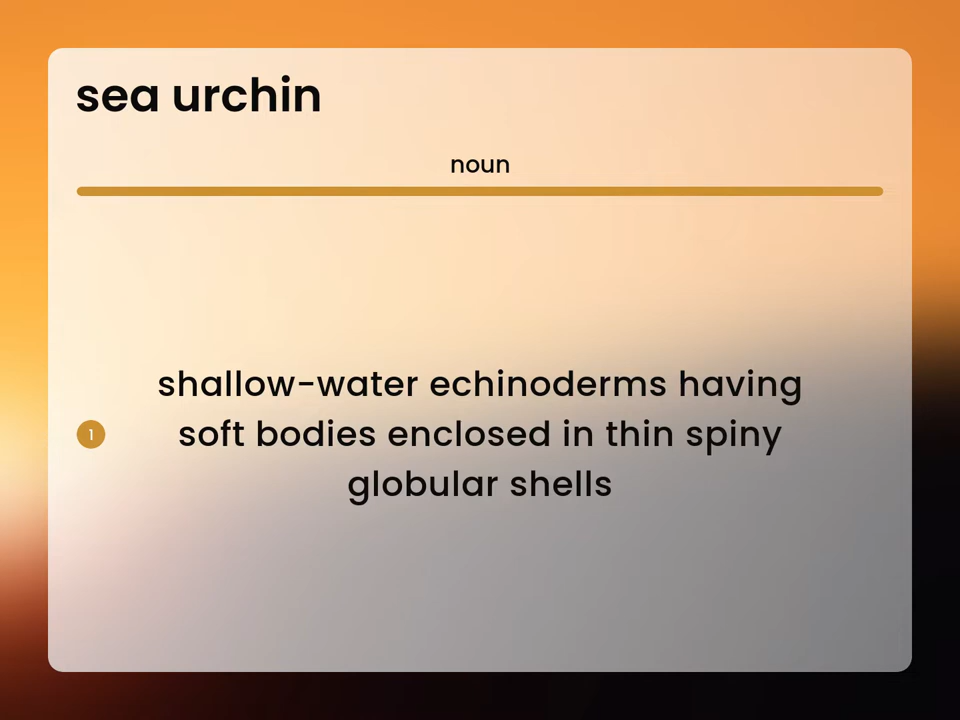 sea urchin
noun
shallow-water echinoderms having
1
soft bodies enclosed in thin spiny
globular shells